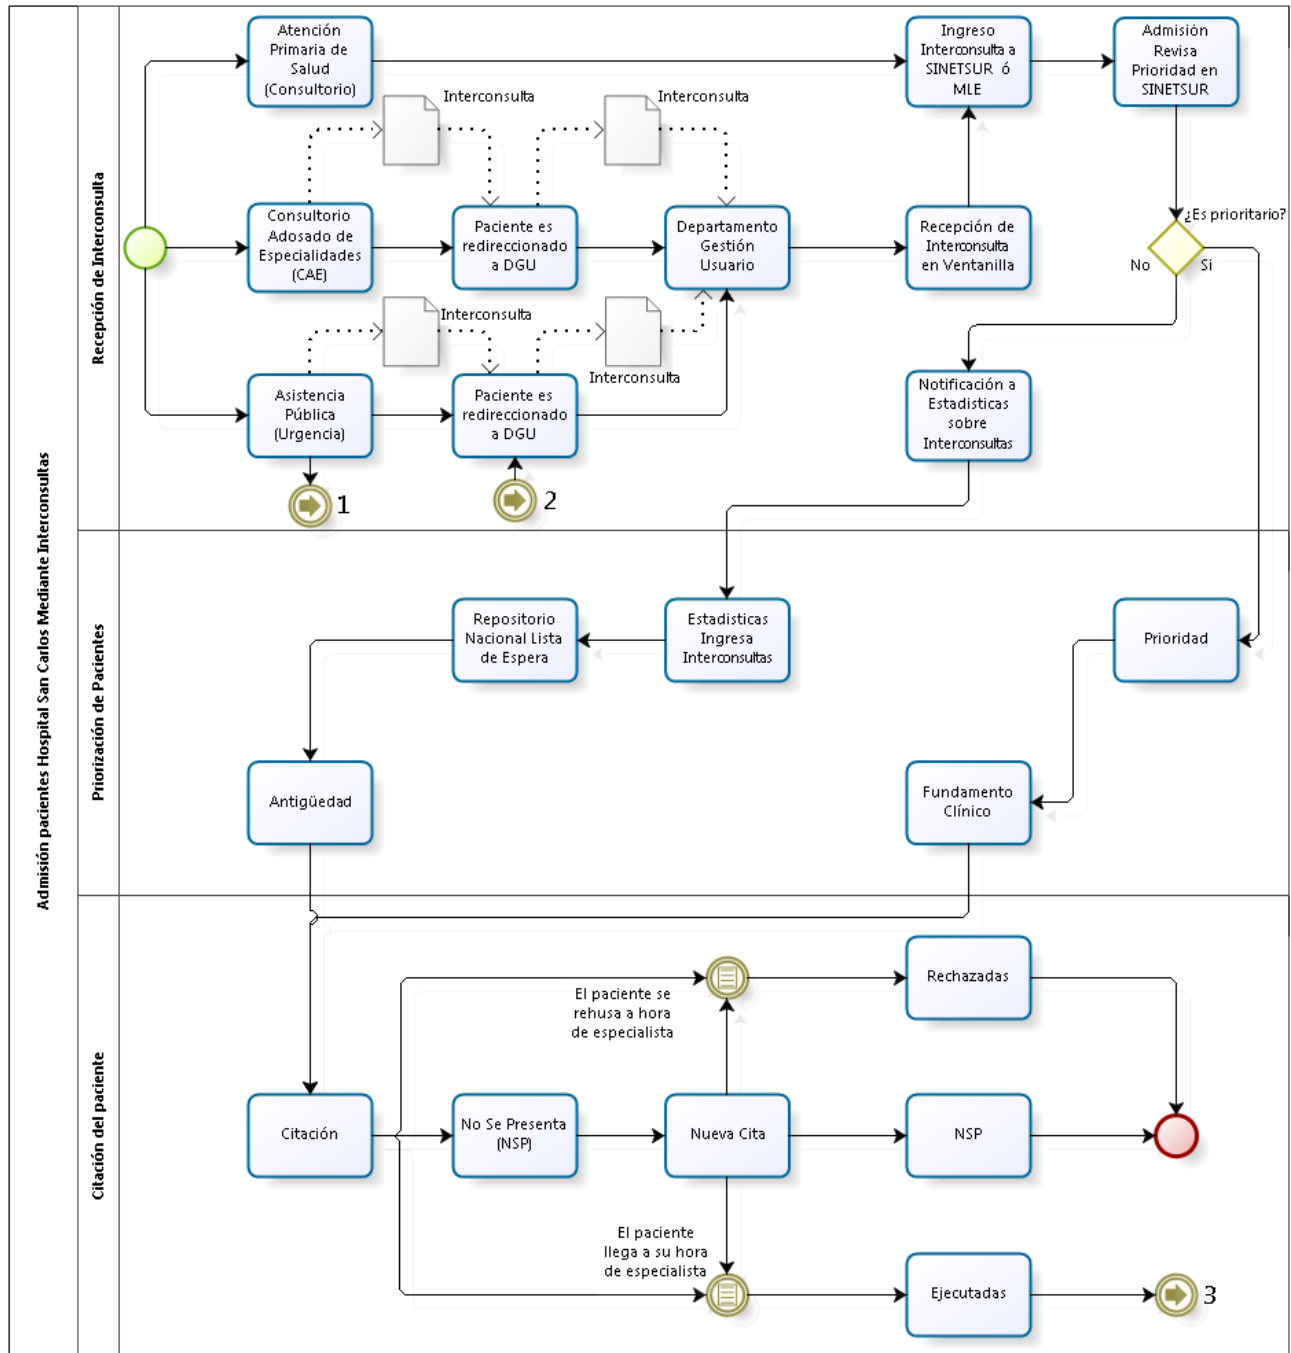 Admisión pacientes Hospital San Carlos Mediante Interconsultas
Recepción de Interconsulta
Atención
Primaria de
Salud
(Consultorio)
Ingreso
Interconsulta a
SINETSUR ó
MLE
Admisión
Revisa
Prioridad en
SINETSUR
Interconsulta
Interconsulta
Consultorio
Adosado de
Especialidades
(CAE)
Paciente es
redireccionado
a DGU
Departamento
Gestión
Usuario
Recepción de
Interconsulta
en Ventanilla
¿Es prioritario?
No
Si
Interconsulta
Interconsulta
Asistencia
Pública
(Urgencia)
Paciente es
redireccionado
a DGU
Notificación a
Estadisticas
sobre
Interconsultas
1
2
Priorización de Pacientes
Repositorio
Nacional Lista
de Espera
Estadisticas
Ingresa
Interconsultas
Prioridad
Antigüedad
Fundamento
Clínico
Citación del paciente
El paciente se
rehusa a hora
de especialista
Rechazadas
Citación
No Se Presenta
(NSP)
Nueva Cita
NSP
El paciente
llega a su hora
de especialista
Ejecutadas
3